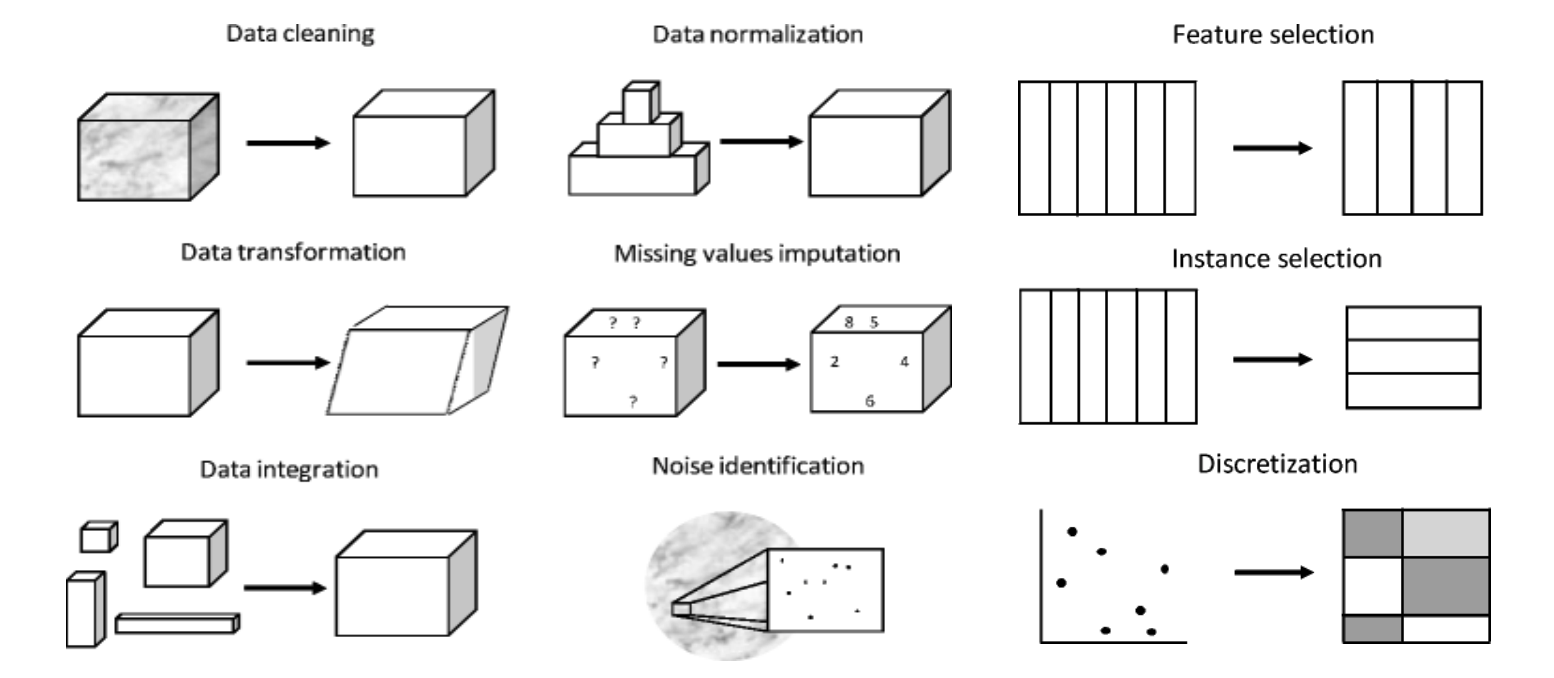 Data cleaning
Data normalization
Feature selection
Data transformation
Missing values imputation
Instance selection
? ?
? ?
?
8 5
2 4
6
Data integration
Noise identification
Discretization